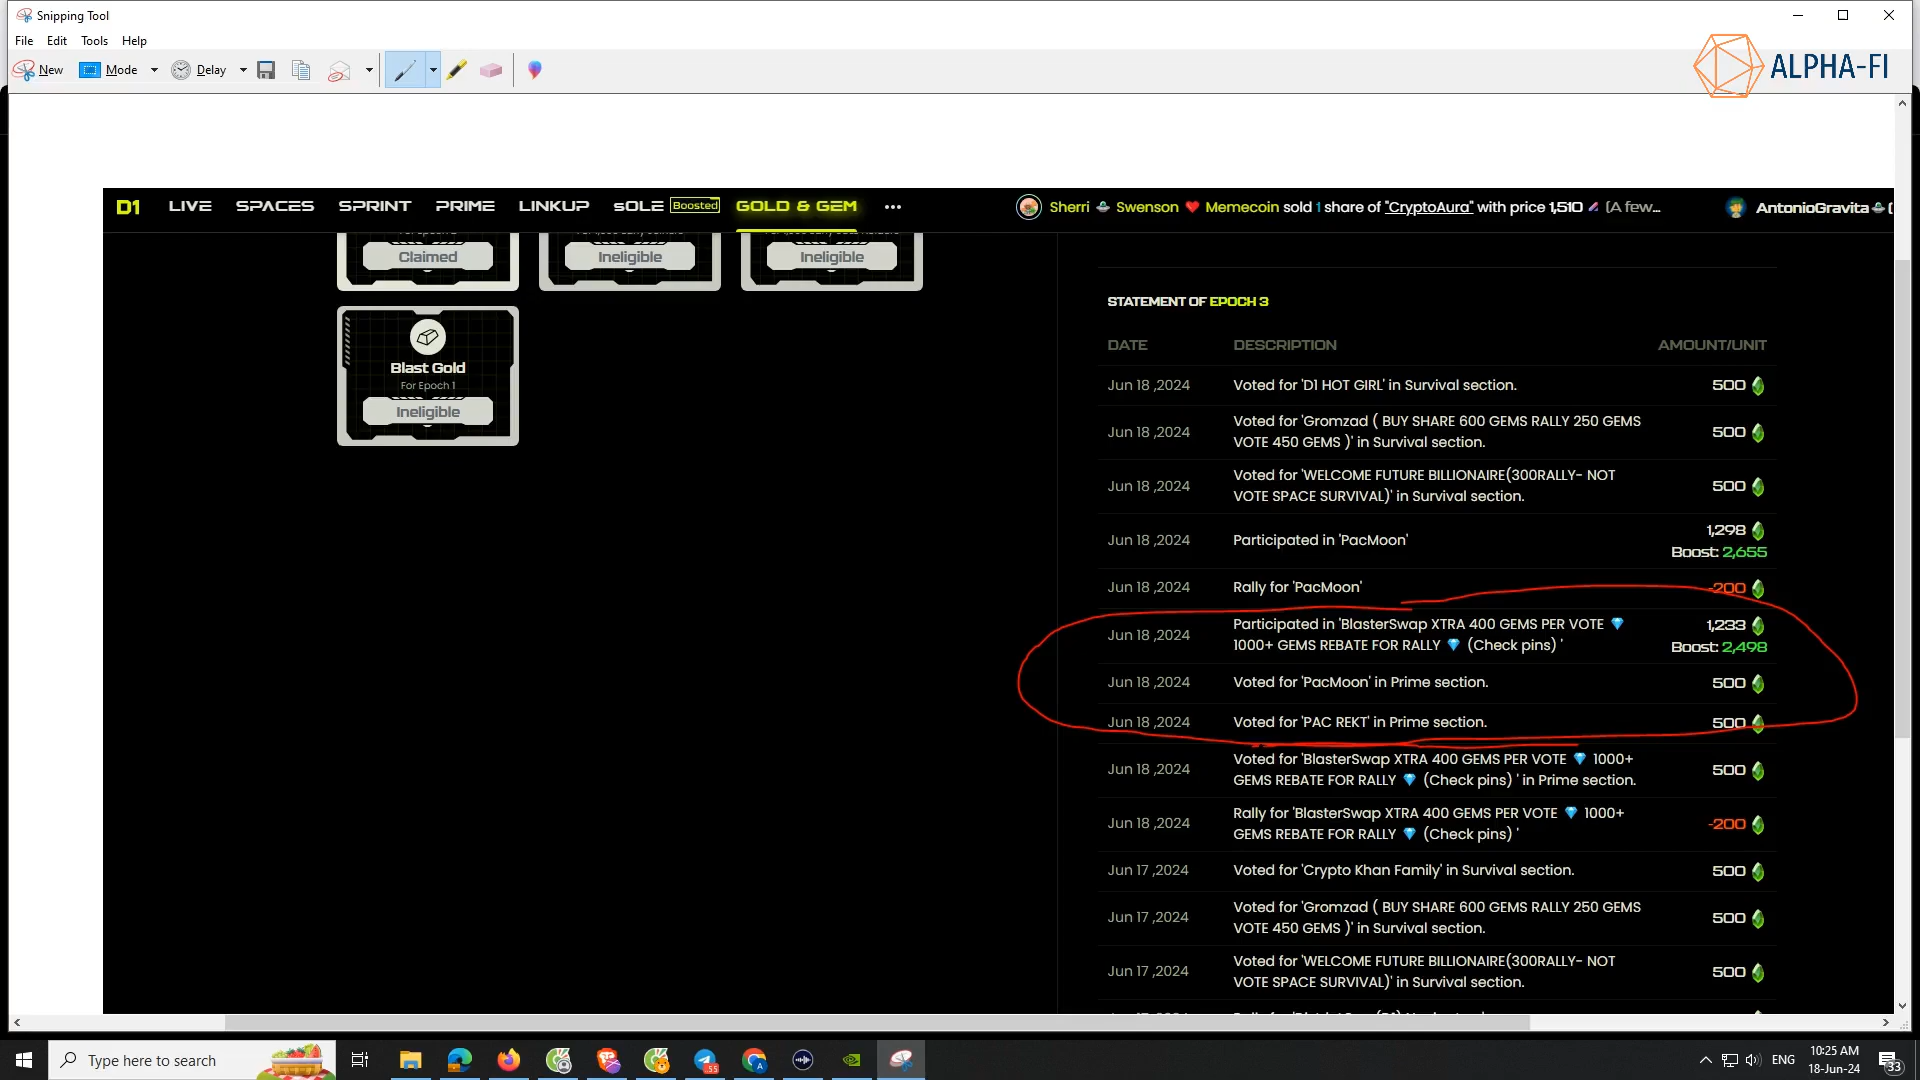 Snipping Tool
File Edit Tools Help
New Mode Delay
ALPHA-FI
D1 LIVE SPACES SPRINT PRIME LINKUP sOLE Boosted GOLD & GEM
Sherri Swenson Memecoin sold 1 share of "CryptoAura" with price 1,510 (A few...
AntonioGravita
Claimed
Ineligible
Ineligible
Blast Gold
For Epoch 1
Ineligible
STATEMENT OF EPOCH 3
DATE DESCRIPTION AMOUNT/UNIT
Jun 18 ,2024 Voted for 'D1 HOT GIRL' in Survival section. 500
Jun 18 ,2024 Voted for 'Gromzad ( BUY SHARE 600 GEMS RALLY 250 GEMS
VOTE 450 GEMS )' in Survival section. 500
Jun 18 ,2024 Voted for 'WELCOME FUTURE BILLIONAIRE(300RALLY- NOT
VOTE SPACE SURVIVAL)' in Survival section. 500
Jun 18 ,2024 Participated in 'PacMoon' 1,298
Boost: 2,655
Jun 18 ,2024 Rally for 'PacMoon' -200
Jun 18 ,2024 Participated in 'BlasterSwap XTRA 400 GEMS PER VOTE 💎
1000+ GEMS REBATE FOR RALLY 💎 (Check pins) ' 1,233
Boost: 2,498
Jun 18 ,2024 Voted for 'PacMoon' in Prime section. 500
Jun 18 ,2024 Voted for 'PAC REKT' in Prime section. 500
Jun 18 ,2024 Voted for 'BlasterSwap XTRA 400 GEMS PER VOTE 💎 1000+
GEMS REBATE FOR RALLY 💎 (Check pins) ' in Prime section. 500
Jun 18 ,2024 Rally for 'BlasterSwap XTRA 400 GEMS PER VOTE 💎 1000+
GEMS REBATE FOR RALLY 💎 (Check pins) ' -200
Jun 17 ,2024 Voted for 'Crypto Khan Family' in Survival section. 500
Jun 17 ,2024 Voted for 'Gromzad ( BUY SHARE 600 GEMS RALLY 250 GEMS
VOTE 450 GEMS )' in Survival section. 500
Jun 17 ,2024 Voted for 'WELCOME FUTURE BILLIONAIRE(300RALLY- NOT
VOTE SPACE SURVIVAL)' in Survival section. 500
Type here to search
55
ENG
10:25 AM
18-Jun-24
33